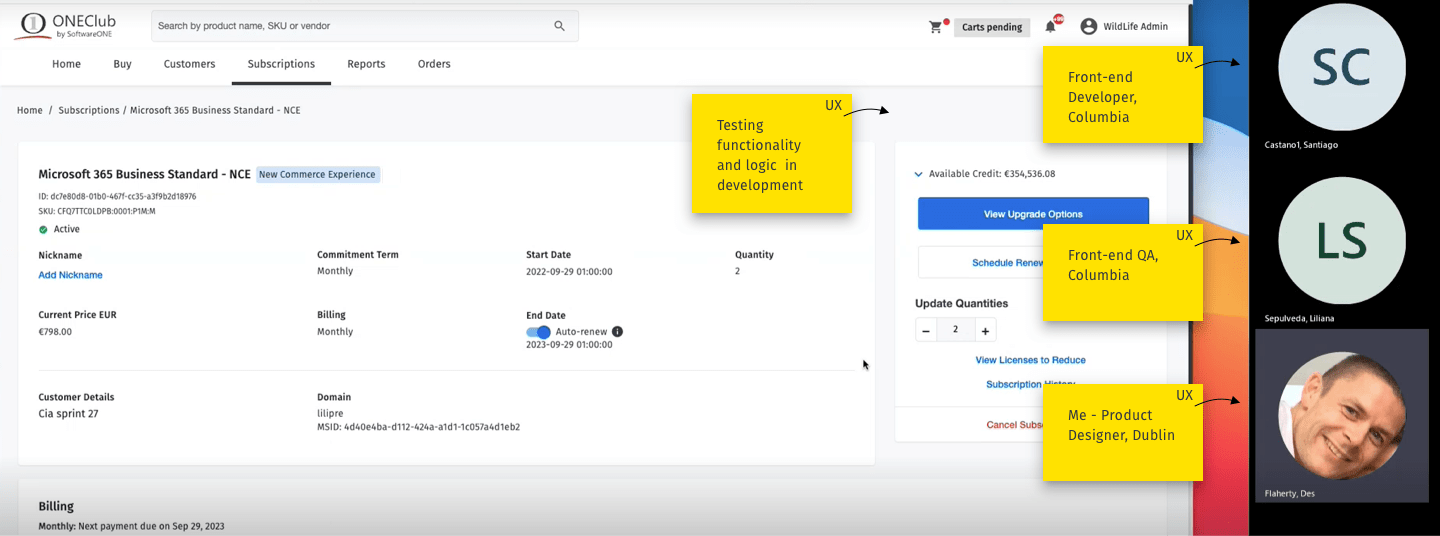 ONEClub
by SoftwareONE
Search by product name, SKU or vendor
+99
Carts pending
WildLife Admin
Home
Buy
Customers
Subscriptions
Reports
Orders
Home / Subscriptions / Microsoft 365 Business Standard - NCE
Microsoft 365 Business Standard - NCE
New Commerce Experience
ID: dc7e80d8-01b0-467f-cc35-a3f9b2d18976
SKU: CFQ7TTC0LDPB:0001:P1M:M
Active
Nickname
Add Nickname
Commitment Term
Monthly
Start Date
2022-09-29 01:00:00
Quantity
2
Current Price EUR
€798.00
Billing
Monthly
End Date
Auto-renew
2023-09-29 01:00:00
Customer Details
Cia sprint 27
Domain
lilipre
MSID: 4d40e4ba-d112-424a-a1d1-1c057a4d1eb2
Billing
Monthly: Next payment due on Sep 29, 2023
UX
Testing
functionality
and logic in
development
Available Credit: €354,536.08
View Upgrade Options
Schedule Renew
Update Quantities
2
View Licenses to Reduce
Subscription History
Cancel Subs
UX
Front-end
Developer,
Columbia
UX
Front-end QA,
Columbia
UX
Me - Product
Designer, Dublin
SC
Castano1, Santiago
LS
Sepulveda, Liliana
Flaherty, Des